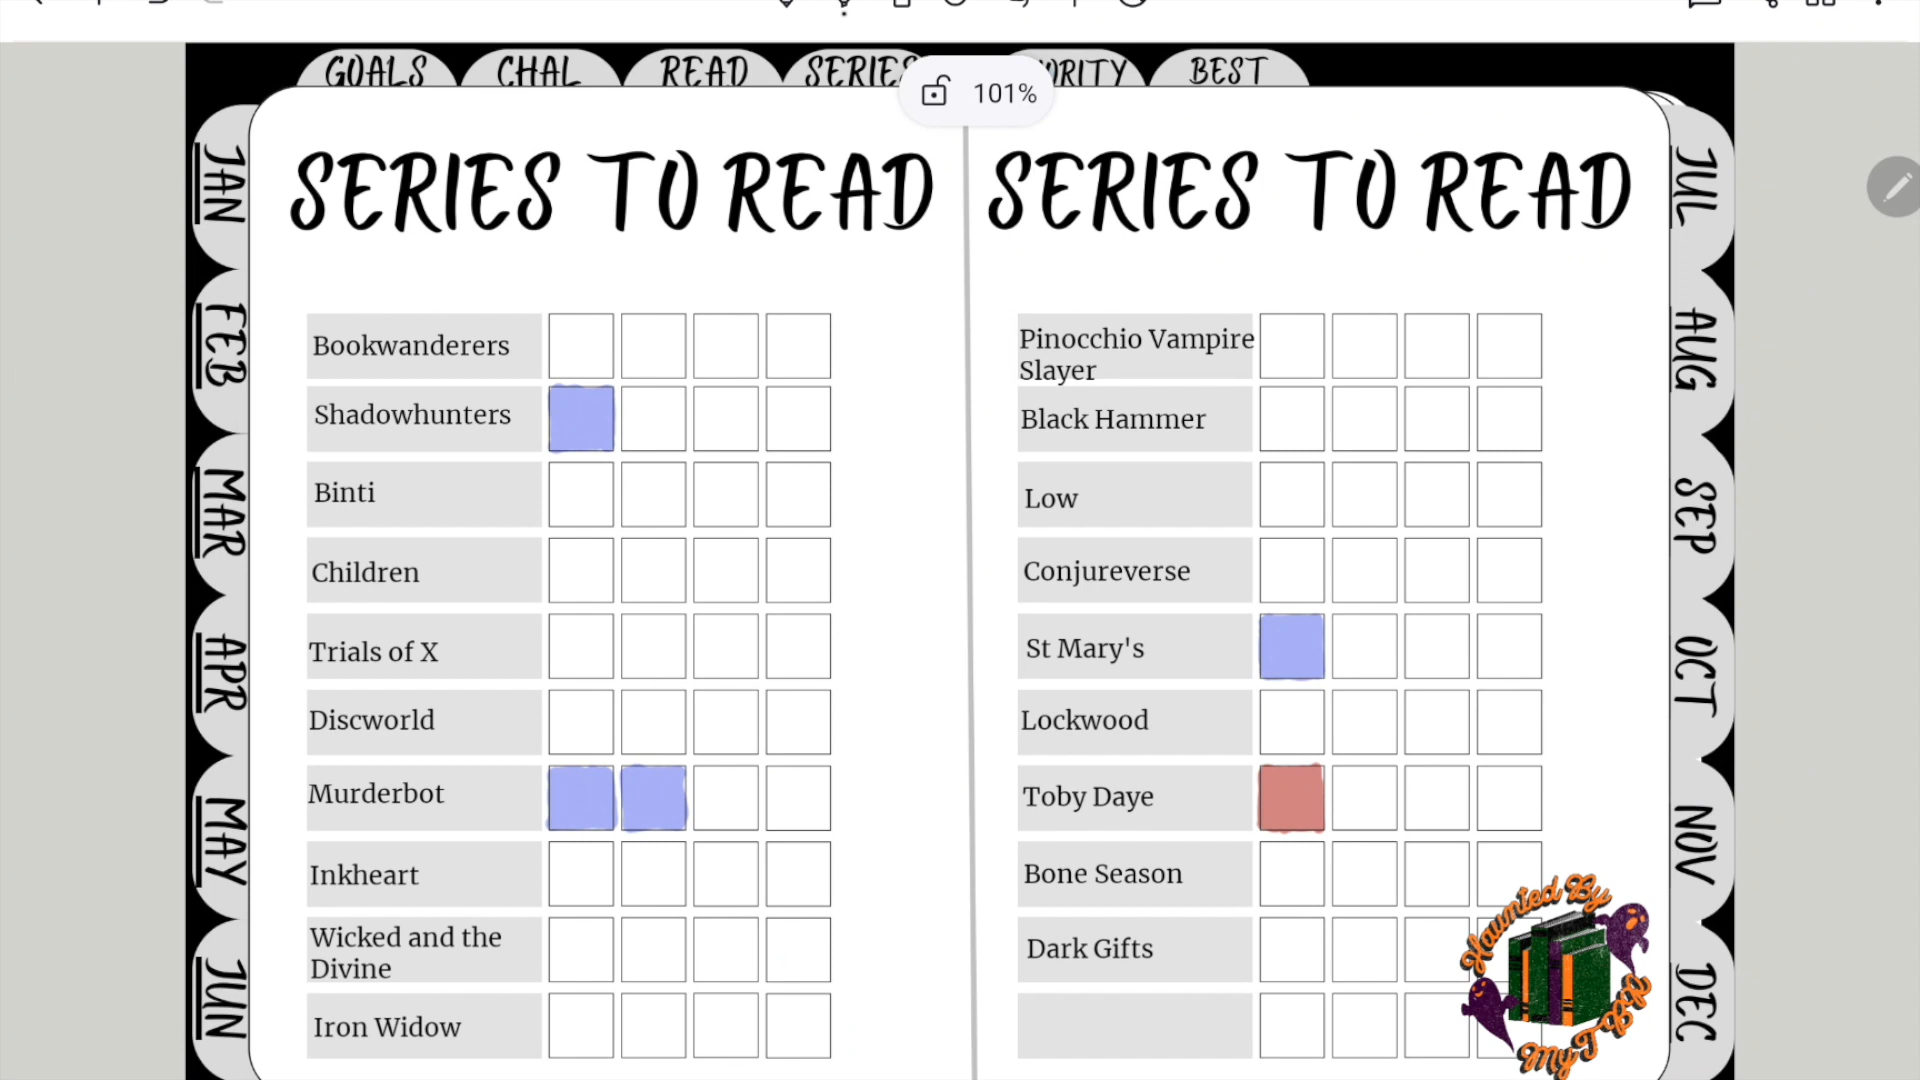 GOALS CHAL READ SERIES ORITY BEST
101%
SERIES TO READ
Bookwanderers
Shadowhunters
Binti
Children
Trials of X
Discworld
Murderbot
Inkheart
Wicked and the
Divine
Iron Widow
SERIES TO READ
Pinocchio Vampire
Slayer
Black Hammer
Low
Conjureverse
St Mary's
Lockwood
Toby Daye
Bone Season
Dark Gifts
JAN
FEB
MAR
APR
MAY
JUN
JUL
AUG
SEP
OCT
NOV
DEC
Haunted By
My TBR